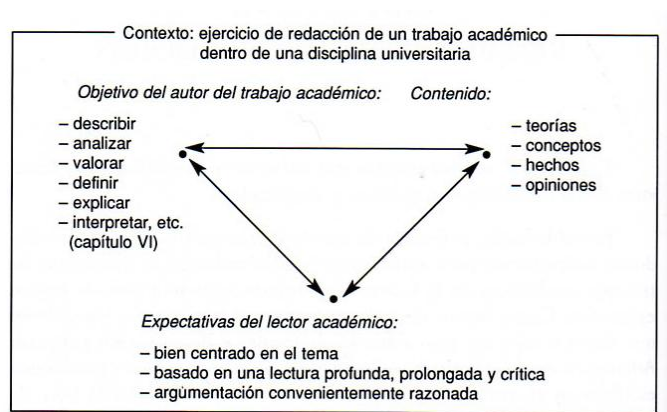 Contexto: ejercicio de redacción de un trabajo académico
dentro de una disciplina universitaria
Objetivo del autor del trabajo académico:
– describir
– analizar
– valorar
– definir
– explicar
– interpretar, etc.
(capítulo VI)
Contenido:
– teorías
– conceptos
– hechos
– opiniones
Expectativas del lector académico:
– bien centrado en el tema
– basado en una lectura profunda, prolongada y crítica
– argumentación convenientemente razonada